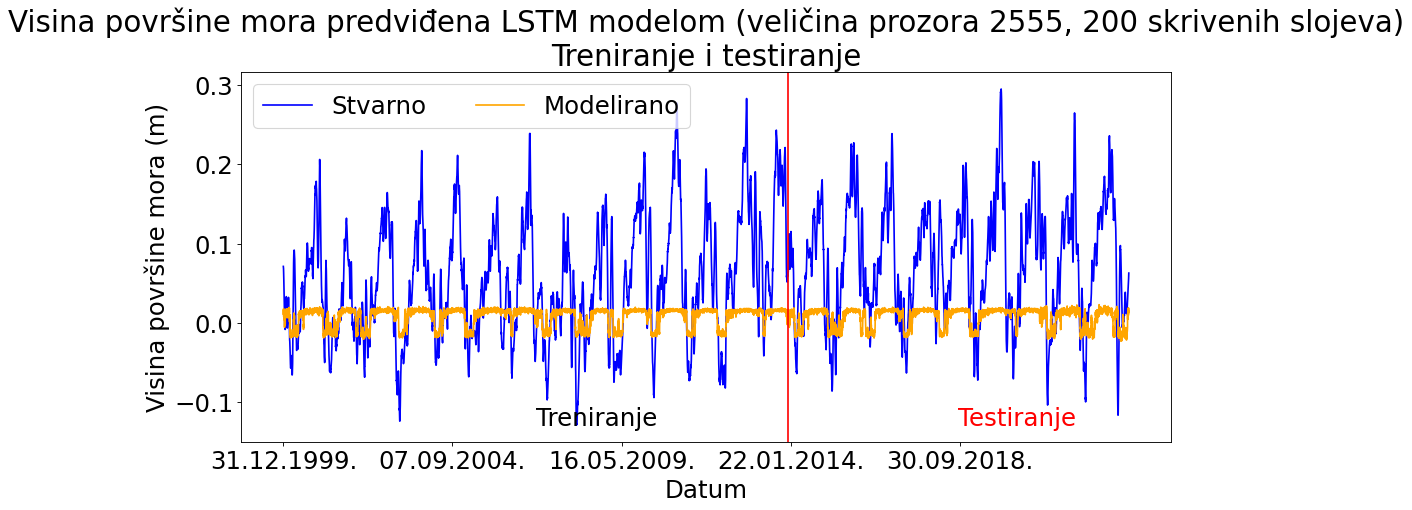 Visina površine mora predviđena LSTM modelom (veličina prozora 2555, 200 skrivenih slojeva)
Treniranje i testiranje
Stvarno
Modelirano
Visina površine mora (m)
0.3
0.2
0.1
0.0
−0.1
Treniranje
Testiranje
31.12.1999.
07.09.2004.
16.05.2009.
22.01.2014.
30.09.2018.
Datum